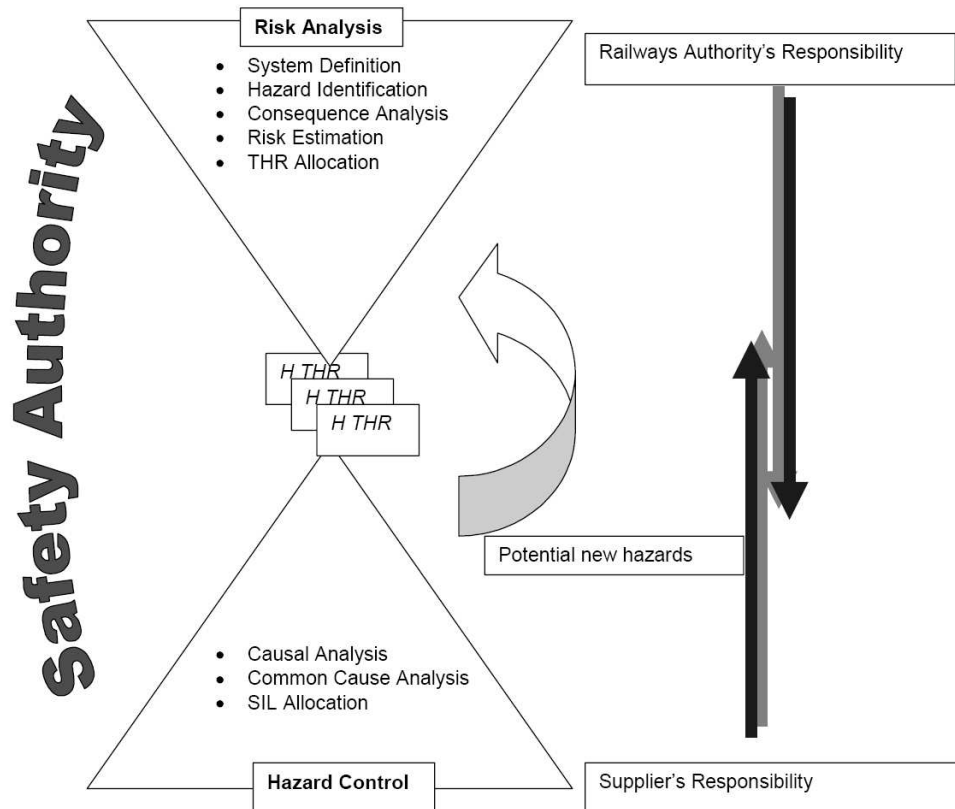 Risk Analysis
• System Definition
• Hazard Identification
• Consequence Analysis
• Risk Estimation
• THR Allocation
Railways Authority's Responsibility
Safety Authority
H THR
H THR
H THR
Potential new hazards
• Causal Analysis
• Common Cause Analysis
• SIL Allocation
Hazard Control
Supplier's Responsibility